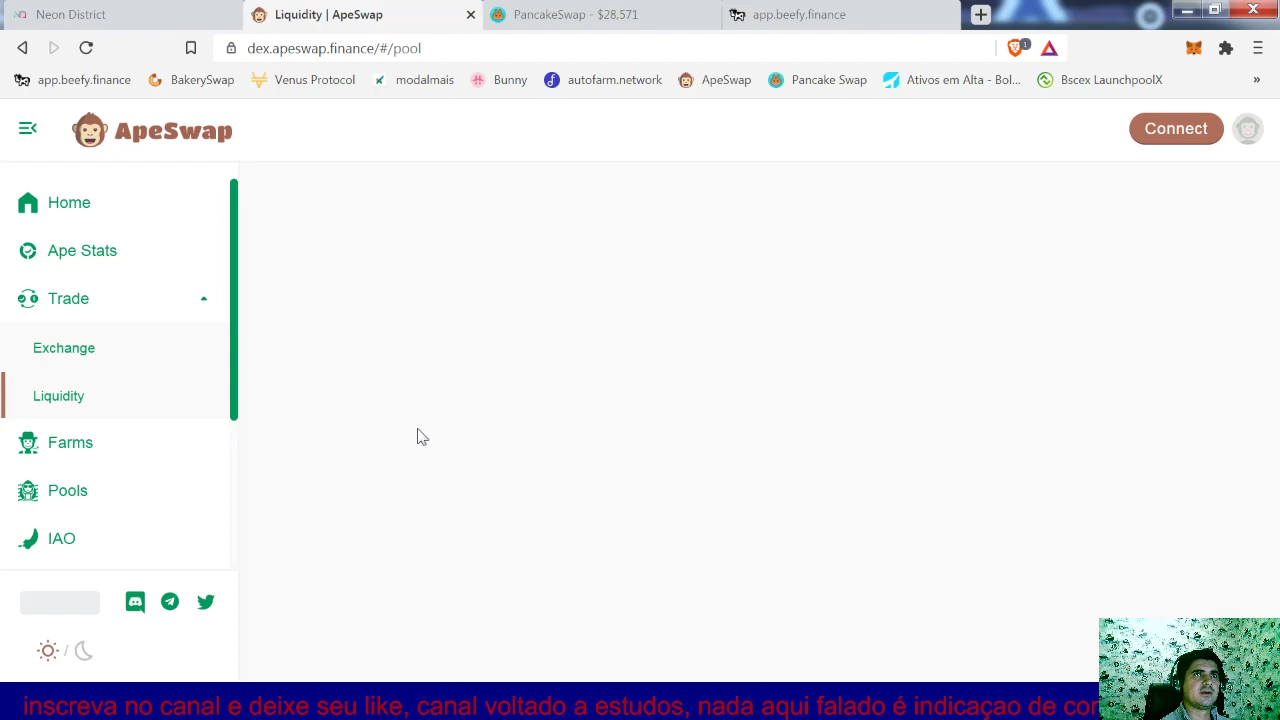 Neon District
Liquidity | ApeSwap
PancakeSwap - $28,571
app.beefy.finance
dex.apeswap.finance/#/pool
1
app.beefy.finance
BakerySwap
Venus Protocol
modalmais
Bunny
autofarm.network
ApeSwap
Pancake Swap
Ativos em Alta - Bol...
Bscex LaunchpoolX
»
ApeSwap
Connect
Home
Ape Stats
Trade
Exchange
Liquidity
Farms
Pools
IAO
/
inscreva no canal e deixe seu like, canal voltado a estudos, nada aqui falado é indicaçao de cor